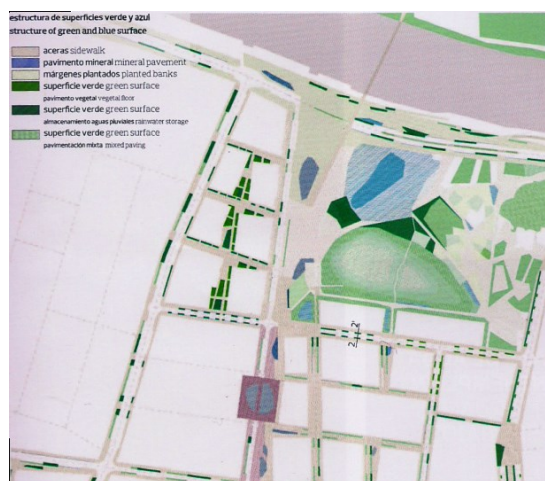 estructura de superficies verde y azul
structure of green and blue surface
aceras sidewalk
pavimento mineral mineral pavement
márgenes plantados planted banks
superficie verde green surface
pavimento vegetal vegetal floor
superficie verde green surface
almacenamiento aguas pluviales rainwater storage
superficie verde green surface
pavimentación mixta mixed paving
2 2'